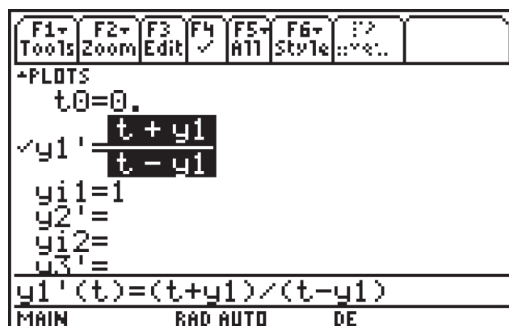 F1▾ F2▾ F3 F4 F5▾ F6▾
Tools Zoom Edit ✓ All Style
▴PLOTS
t0=0.
✓y1'=(t + y1)/(t − y1)
yi1=1
y2'=
yi2=
y3'=
y1'(t)=(t+y1)/(t-y1)
MAIN RAD AUTO DE